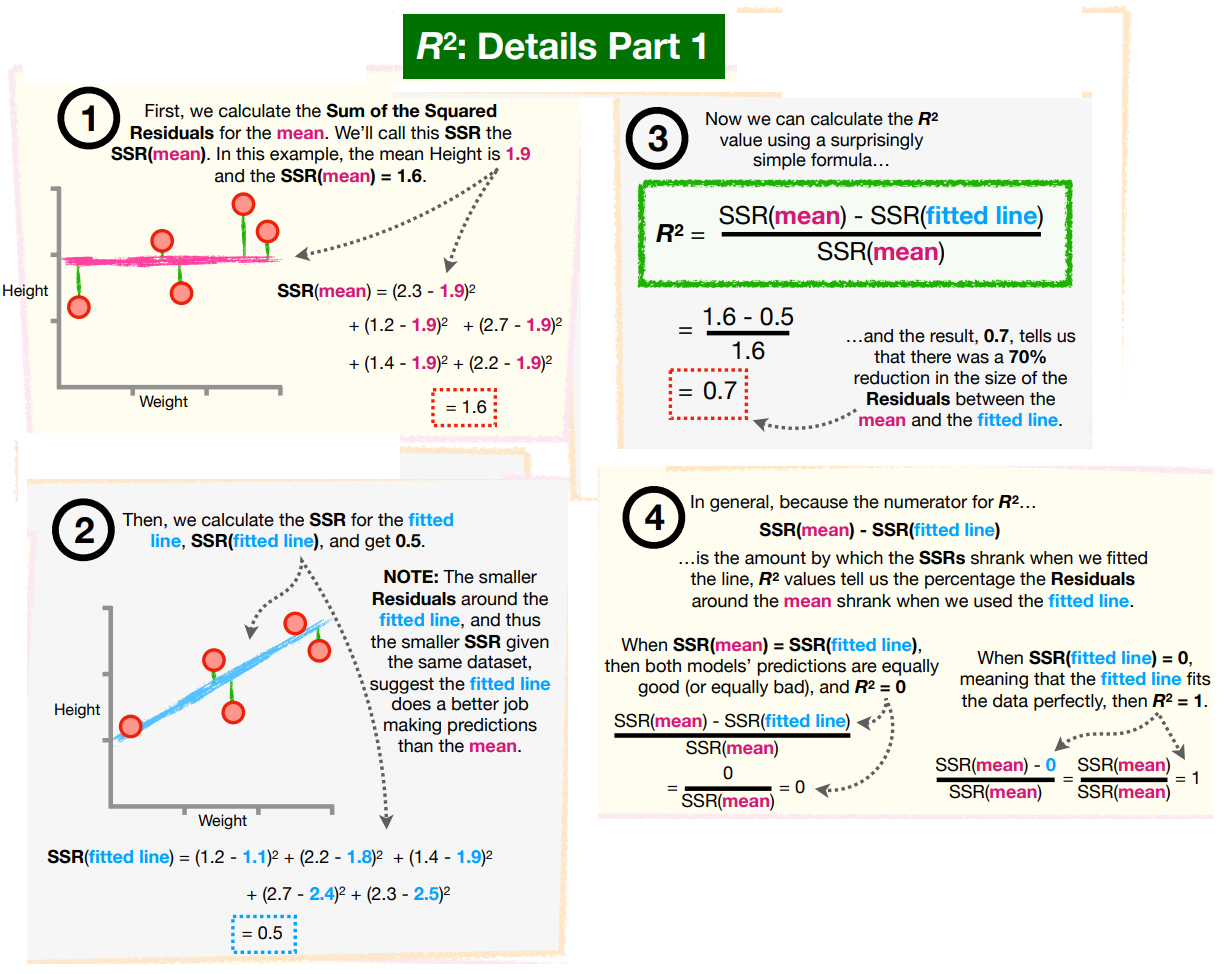 R²: Details Part 1
1
First, we calculate the Sum of the Squared
Residuals for the mean. We'll call this SSR the
SSR(mean). In this example, the mean Height is 1.9
and the SSR(mean) = 1.6.
Height
Weight
SSR(mean) = (2.3 - 1.9)²
+ (1.2 - 1.9)² + (2.7 - 1.9)²
+ (1.4 - 1.9)² + (2.2 - 1.9)²
= 1.6
2
Then, we calculate the SSR for the fitted
line, SSR(fitted line), and get 0.5.
NOTE: The smaller
Residuals around the
fitted line, and thus
the smaller SSR given
the same dataset,
suggest the fitted line
does a better job
making predictions
than the mean.
Height
Weight
SSR(fitted line) = (1.2 - 1.1)² + (2.2 - 1.8)² + (1.4 - 1.9)²
+ (2.7 - 2.4)² + (2.3 - 2.5)²
= 0.5
3
Now we can calculate the R²
value using a surprisingly
simple formula…
R² =
SSR(mean) - SSR(fitted line)
SSR(mean)
=
1.6 - 0.5
1.6
= 0.7
…and the result, 0.7, tells us
that there was a 70%
reduction in the size of the
Residuals between the
mean and the fitted line.
4
In general, because the numerator for R²…
SSR(mean) - SSR(fitted line)
…is the amount by which the SSRs shrank when we fitted
the line, R² values tell us the percentage the Residuals
around the mean shrank when we used the fitted line.
When SSR(mean) = SSR(fitted line),
then both models' predictions are equally
good (or equally bad), and R² = 0
SSR(mean) - SSR(fitted line)
SSR(mean)
=
0
SSR(mean)
= 0
When SSR(fitted line) = 0,
meaning that the fitted line fits
the data perfectly, then R² = 1.
SSR(mean) - 0
SSR(mean)
=
SSR(mean)
SSR(mean)
= 1